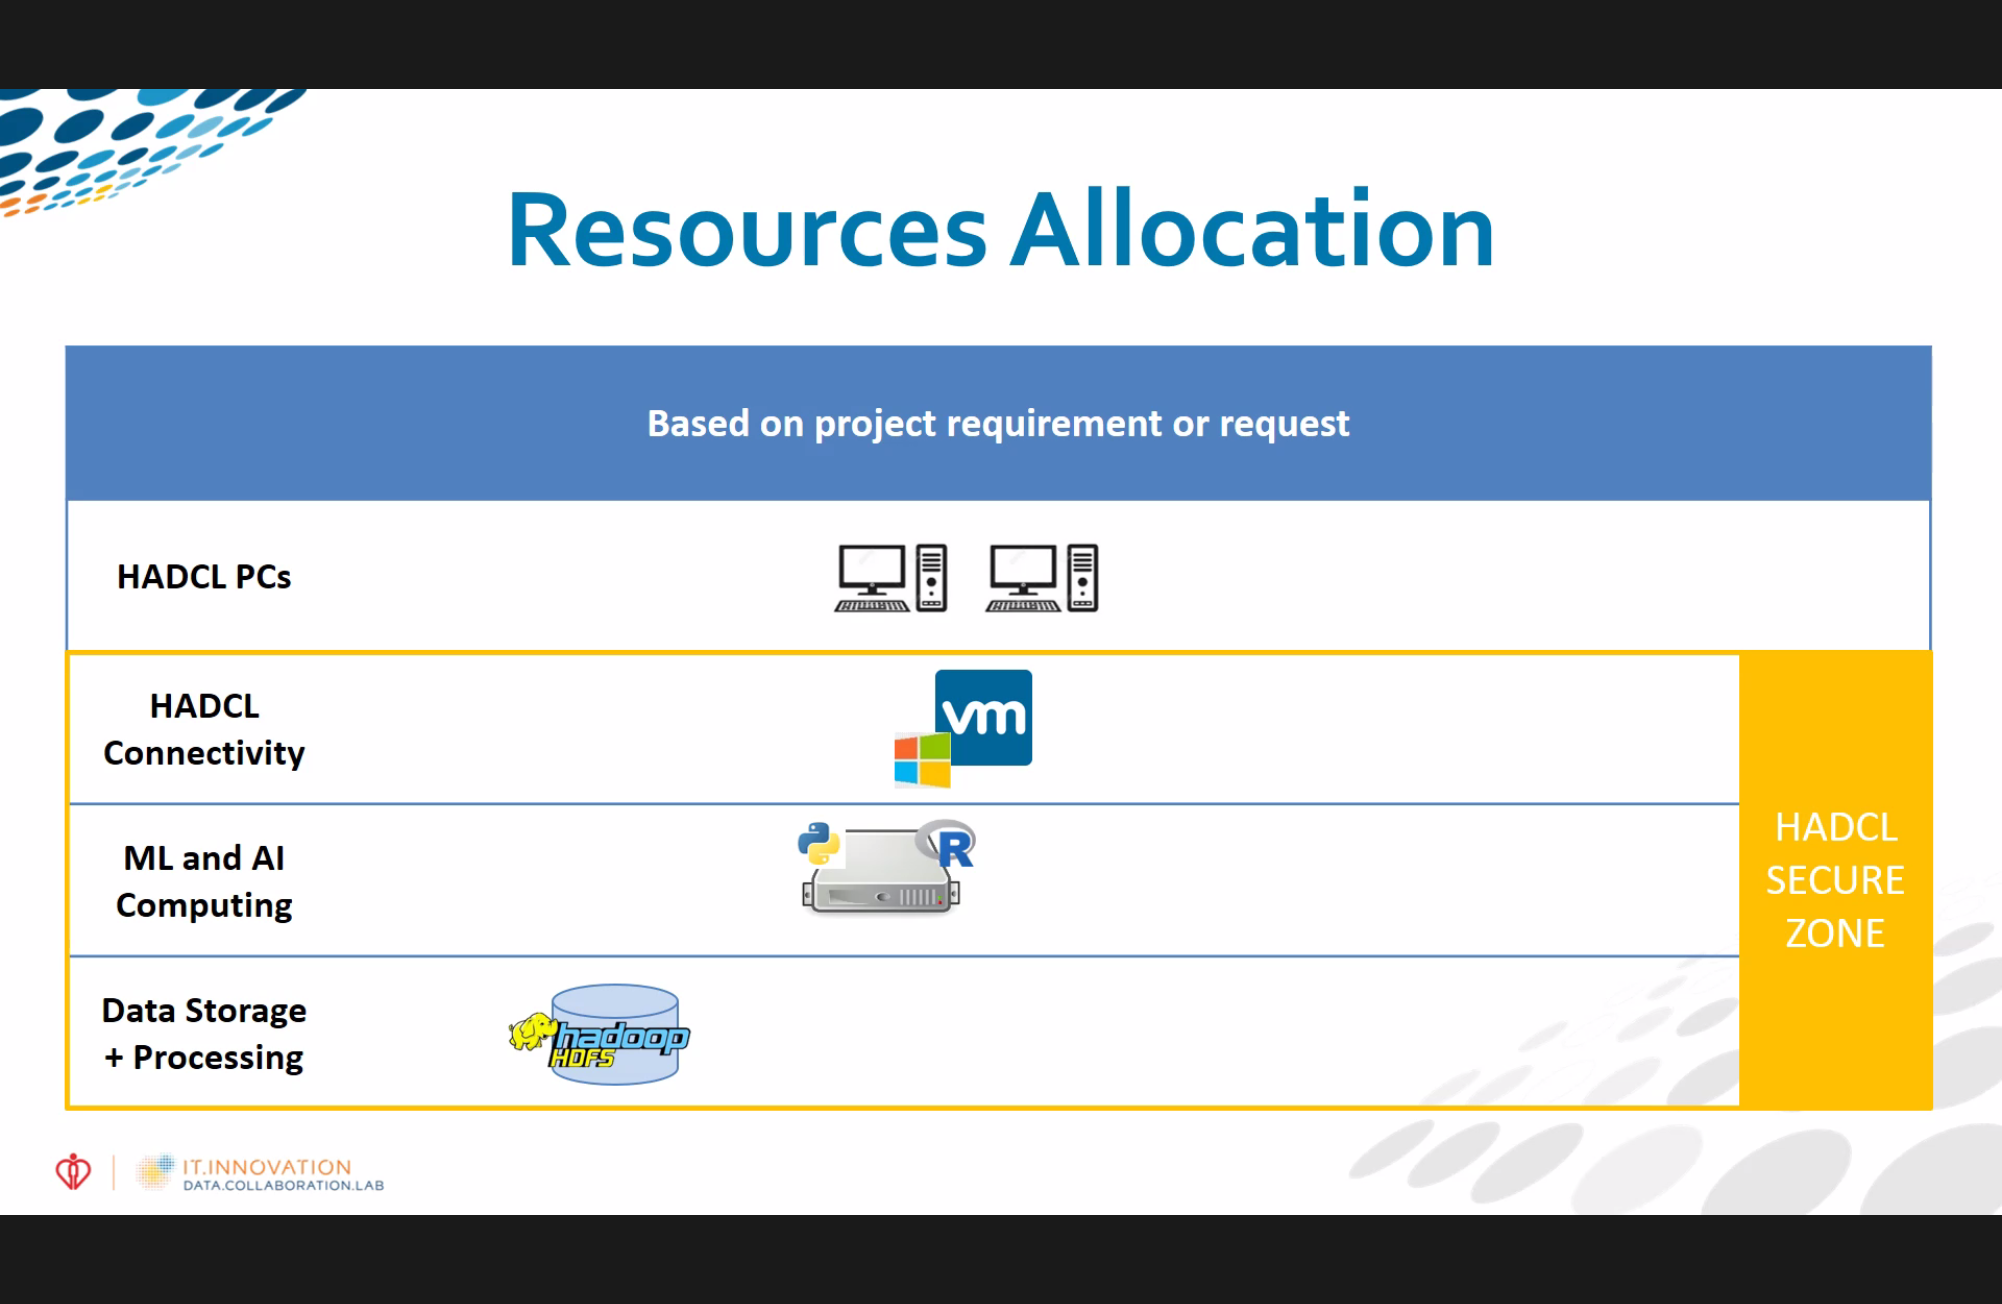 Resources Allocation
Based on project requirement or request
HADCL PCs
HADCL
Connectivity
vm
ML and AI
Computing
R
Data Storage
+ Processing
hadoop
HDFS
HADCL
SECURE
ZONE
IT.INNOVATION
DATA.COLLABORATION.LAB